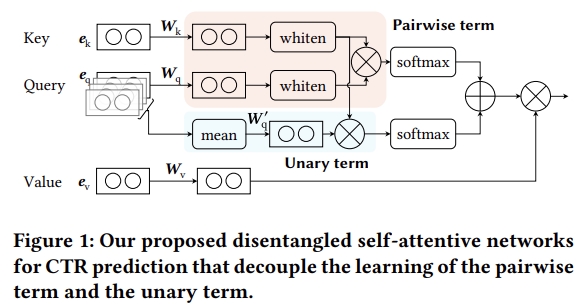 Pairwise term
Key e_k W_k whiten
softmax
Query e_q W_q whiten
mean W'_q softmax
Unary term
Value e_v W_v
Figure 1: Our proposed disentangled self-attentive networks
for CTR prediction that decouple the learning of the pairwise
term and the unary term.